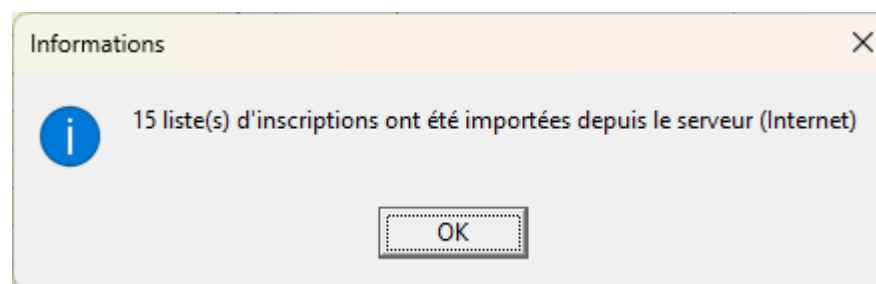 Informations
15 liste(s) d'inscriptions ont été importées depuis le serveur (Internet)
OK